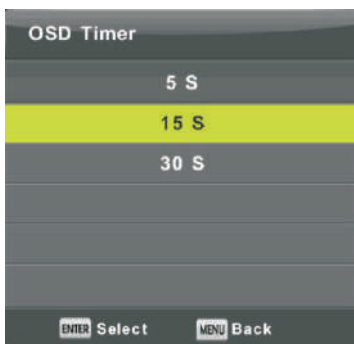 OSD Timer
5 S
15 S
30 S
ENTER Select MENU Back